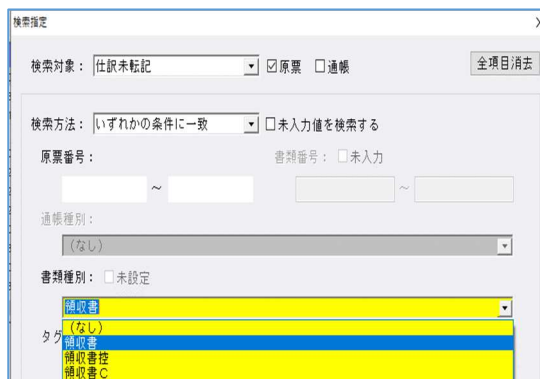 検索指定
検索対象： 仕訳未転記 ☑原票 □通帳 全項目消去
検索方法： いずれかの条件に一致 □未入力値を検索する
原票番号： 書類番号： □未入力
～ ～
通帳種別：
(なし)
書類種別： □未設定
領収書
(なし)
タグ
領収書
領収書控
領収書Ｃ